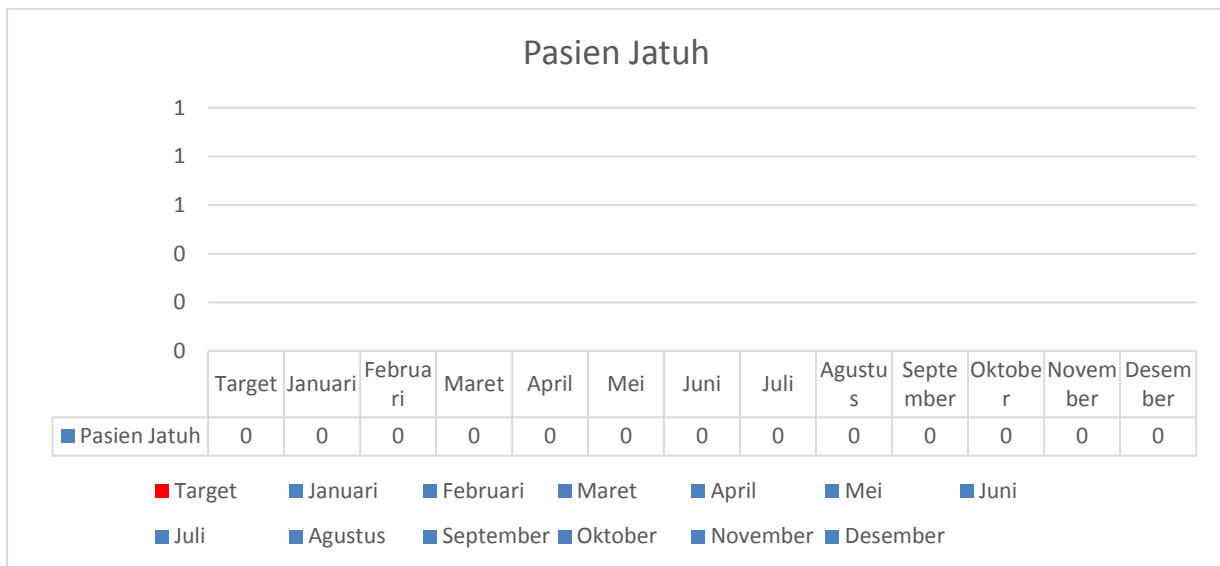 Pasien Jatuh
1
1
1
0
0
0
Target Januari Februa
ri Maret April Mei Juni Juli Agustu
s Septe
mber Oktobe
r Novem
ber Desem
ber
Pasien Jatuh 0 0 0 0 0 0 0 0 0 0 0 0 0
Target Januari Februari Maret April Mei Juni
Juli Agustus September Oktober November Desember